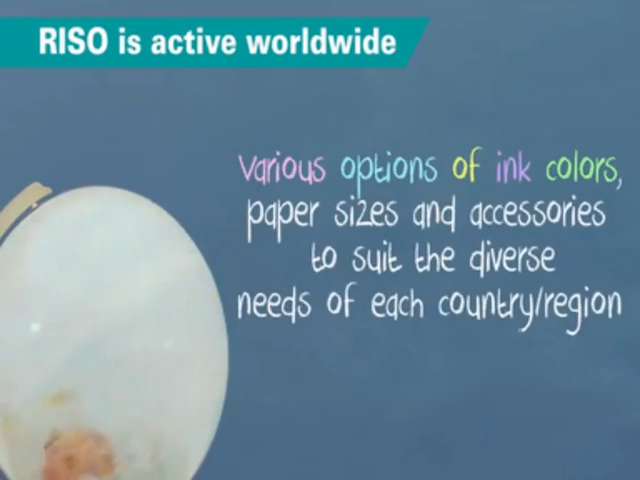 RISO is active worldwide
Various options of ink colors,
paper sizes and accessories
to suit the diverse
needs of each country/region